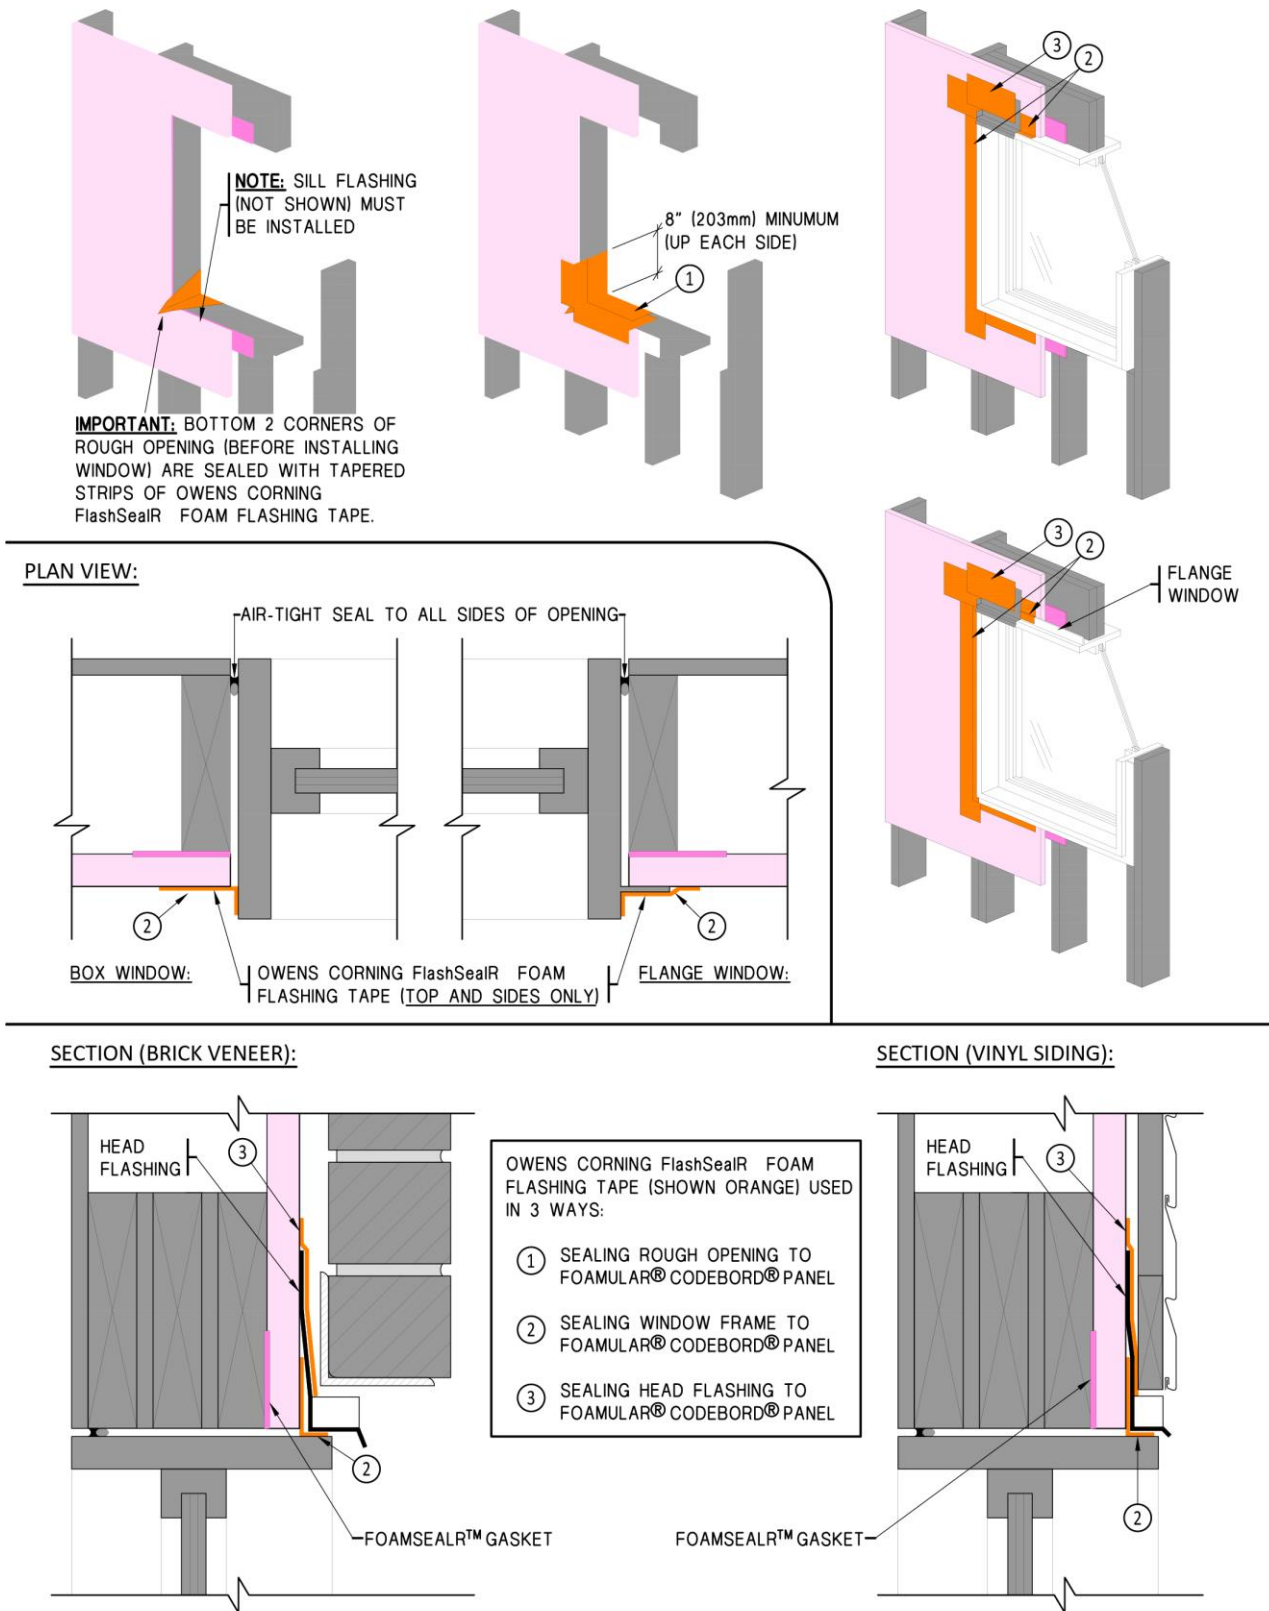 NOTE: SILL FLASHING
(NOT SHOWN) MUST
BE INSTALLED
IMPORTANT: BOTTOM 2 CORNERS OF
ROUGH OPENING (BEFORE INSTALLING
WINDOW) ARE SEALED WITH TAPERED
STRIPS OF OWENS CORNING
FlashSealR FOAM FLASHING TAPE.
8" (203mm) MINUMUM
(UP EACH SIDE)
1
3
2
3
2
FLANGE
WINDOW
PLAN VIEW:
AIR-TIGHT SEAL TO ALL SIDES OF OPENING
2
2
BOX WINDOW:
OWENS CORNING FlashSealR FOAM
FLASHING TAPE (TOP AND SIDES ONLY)
FLANGE WINDOW:
SECTION (BRICK VENEER):
HEAD
FLASHING
3
2
FOAMSEALR™ GASKET
OWENS CORNING FlashSealR FOAM
FLASHING TAPE (SHOWN ORANGE) USED
IN 3 WAYS:
1 SEALING ROUGH OPENING TO
FOAMULAR® CODEBORD® PANEL
2 SEALING WINDOW FRAME TO
FOAMULAR® CODEBORD® PANEL
3 SEALING HEAD FLASHING TO
FOAMULAR® CODEBORD® PANEL
SECTION (VINYL SIDING):
HEAD
FLASHING
3
2
FOAMSEALR™ GASKET